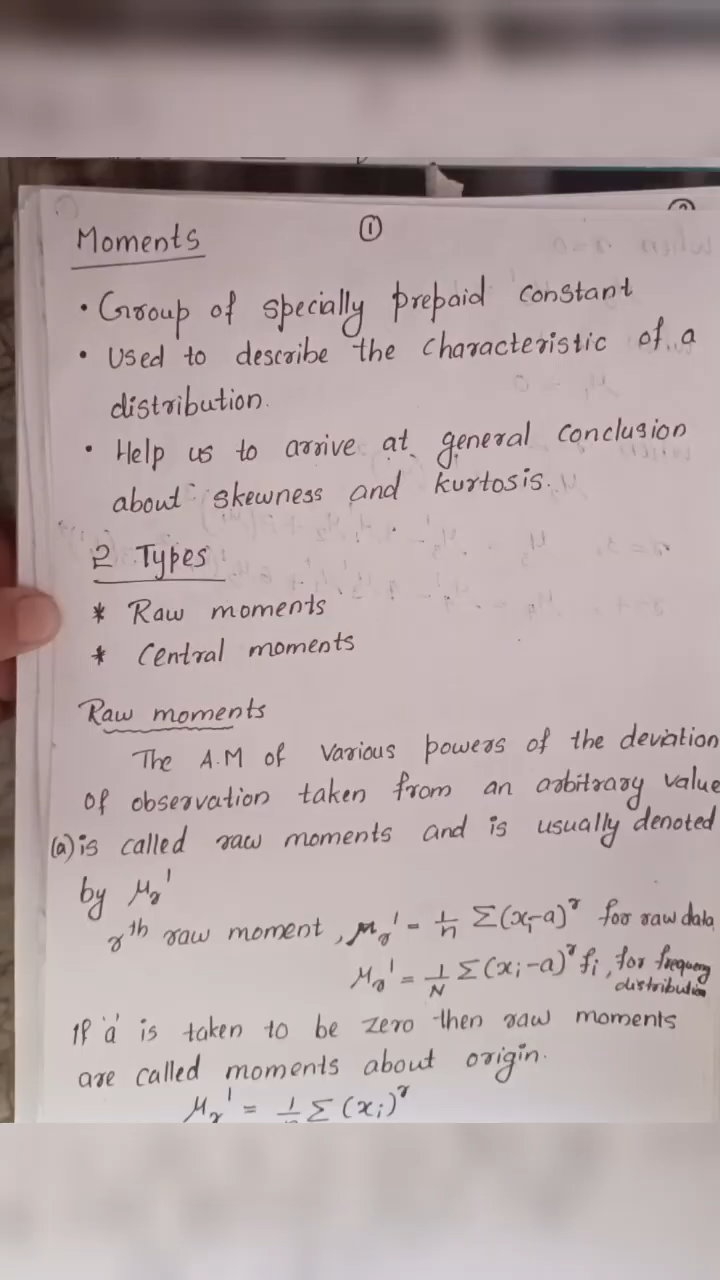 ①
Moments
• Group of specially prepaid constant
• Used to describe the characteristic of a
distribution.
• Help us to arrive at general conclusion
about skewness and kurtosis.
2 Types
* Raw moments
* Central moments
Raw moments
The A.M of various powers of the deviation
of observation taken from an arbitrary value
(a) is called raw moments and is usually denoted
by μᵣ'
rᵗʰ raw moment, μᵣ' = 1/n Σ(xᵢ-a)ʳ for raw data
μᵣ' = 1/N Σ(xᵢ-a)ʳ fᵢ, for frequency
distribution
If 'a' is taken to be zero then raw moments
are called moments about origin.
μᵣ' = 1/n Σ (xᵢ)ʳ